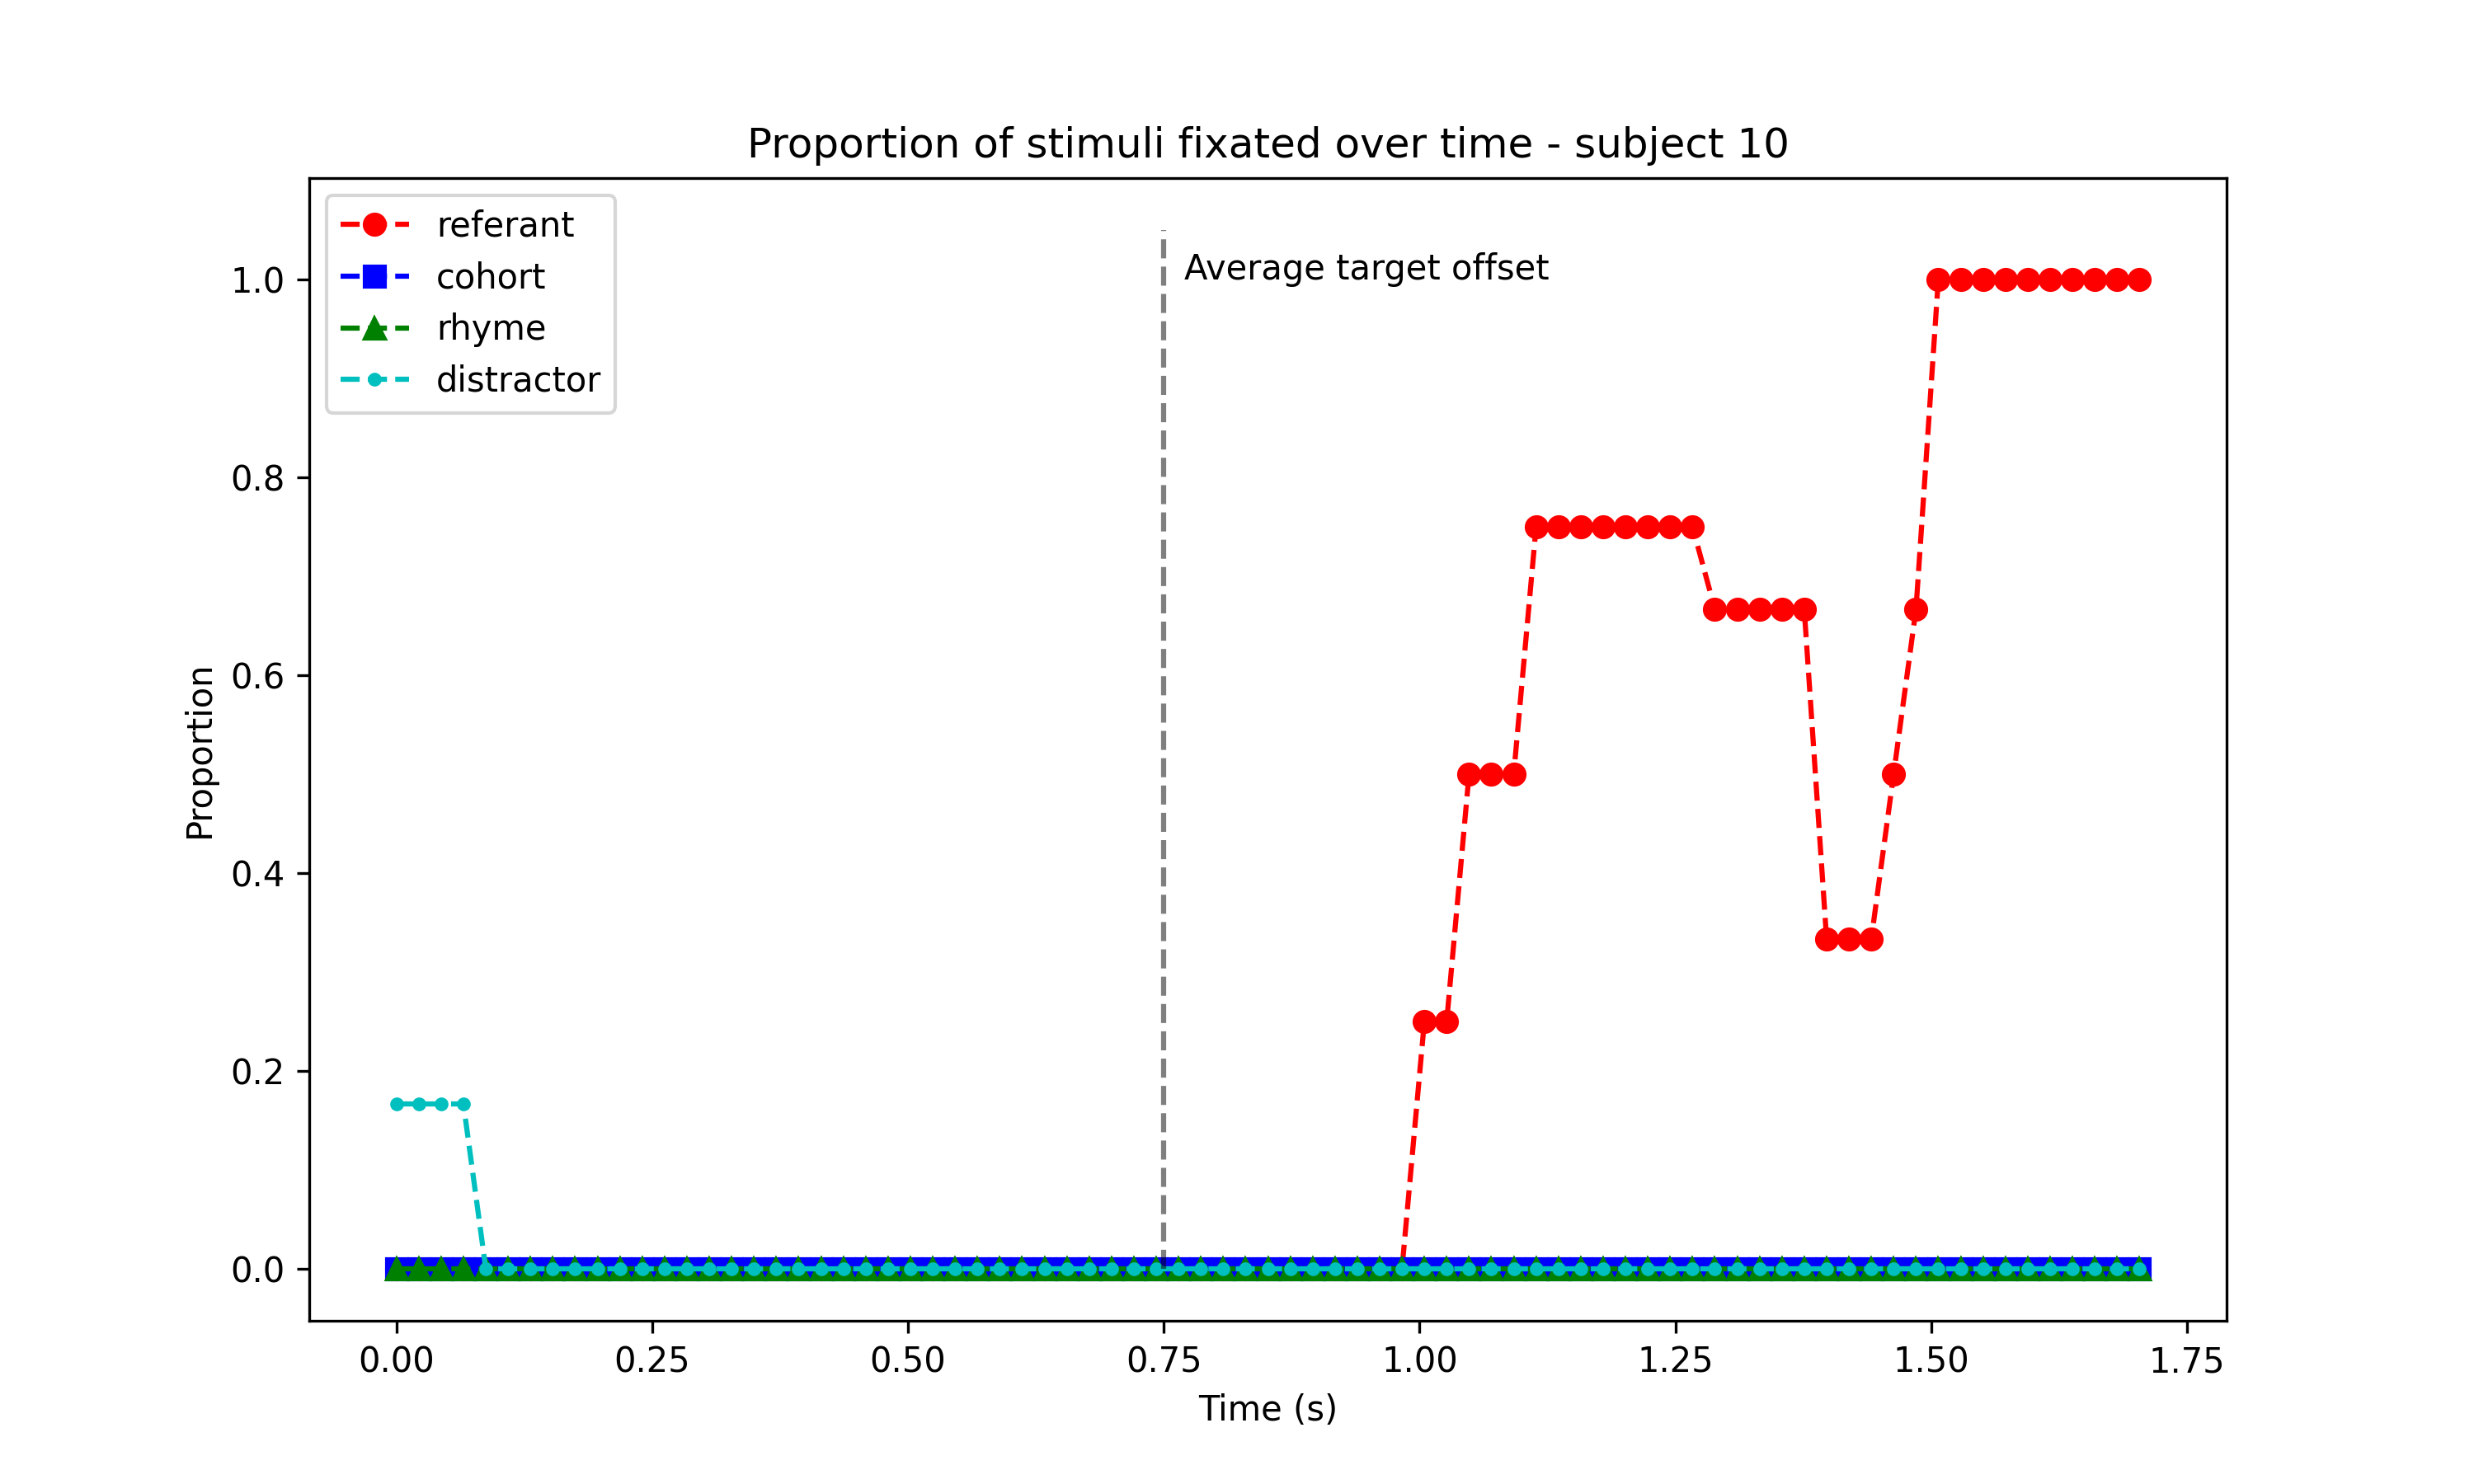 Proportion of stimuli fixated over time - subject 10
referant
cohort
rhyme
distractor
Average target offset
1.0
0.8
0.6
0.4
0.2
0.0
Proportion
0.00 0.25 0.50 0.75 1.00 1.25 1.50 1.75
Time (s)